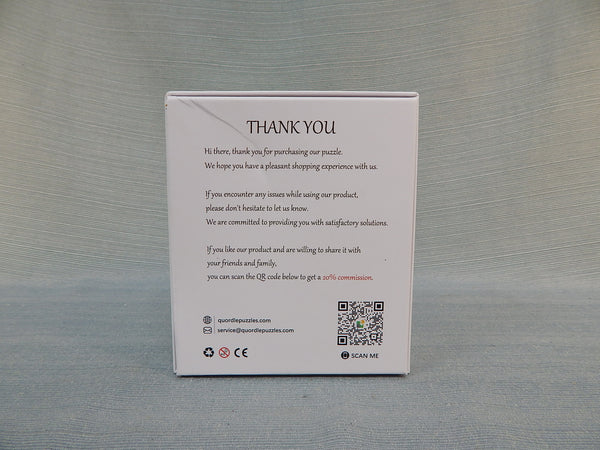 THANK YOU
Hi there, thank you for purchasing our puzzle.
We hope you have a pleasant shopping experience with us.
If you encounter any issues while using our product,
please don't hesitate to let us know.
We are committed to providing you with satisfactory solutions.
If you like our product and are willing to share it with
your friends and family,
you can scan the QR code below to get a 20% commission.
quordlepuzzles.com
service@quordlepuzzles.com
CE
SCAN ME